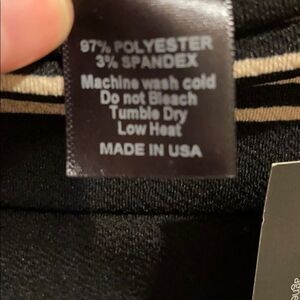 97% POLYESTER
3% SPANDEX
Machine wash cold
Do not Bleach
Tumble Dry
Low Heat
MADE IN USA